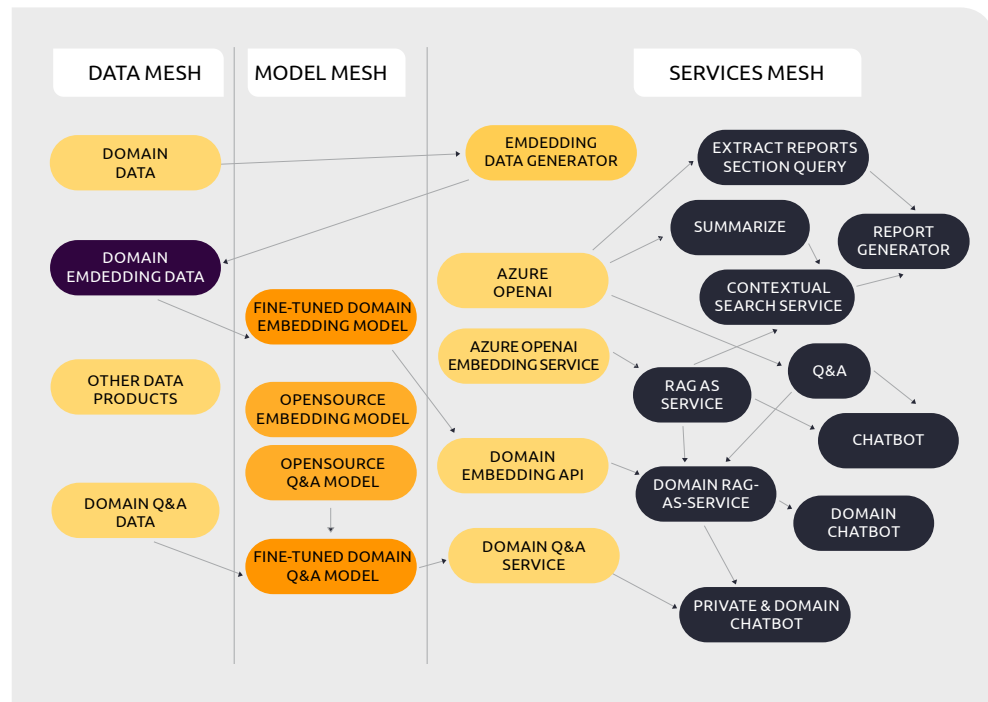 DATA MESH
MODEL MESH
SERVICES MESH
DOMAIN
DATA
DOMAIN
EMDEDDING DATA
OTHER DATA
PRODUCTS
DOMAIN Q&A
DATA
FINE-TUNED DOMAIN
EMBEDDING MODEL
OPENSOURCE
EMBEDDING MODEL
OPENSOURCE
Q&A MODEL
FINE-TUNED DOMAIN
Q&A MODEL
EMDEDDING
DATA GENERATOR
AZURE
OPENAI
AZURE OPENAI
EMBEDDING SERVICE
DOMAIN
EMBEDDING API
DOMAIN Q&A
SERVICE
EXTRACT REPORTS
SECTION QUERY
SUMMARIZE
REPORT
GENERATOR
CONTEXTUAL
SEARCH SERVICE
RAG AS
SERVICE
Q&A
CHATBOT
DOMAIN RAG-
AS-SERVICE
DOMAIN
CHATBOT
PRIVATE & DOMAIN
CHATBOT